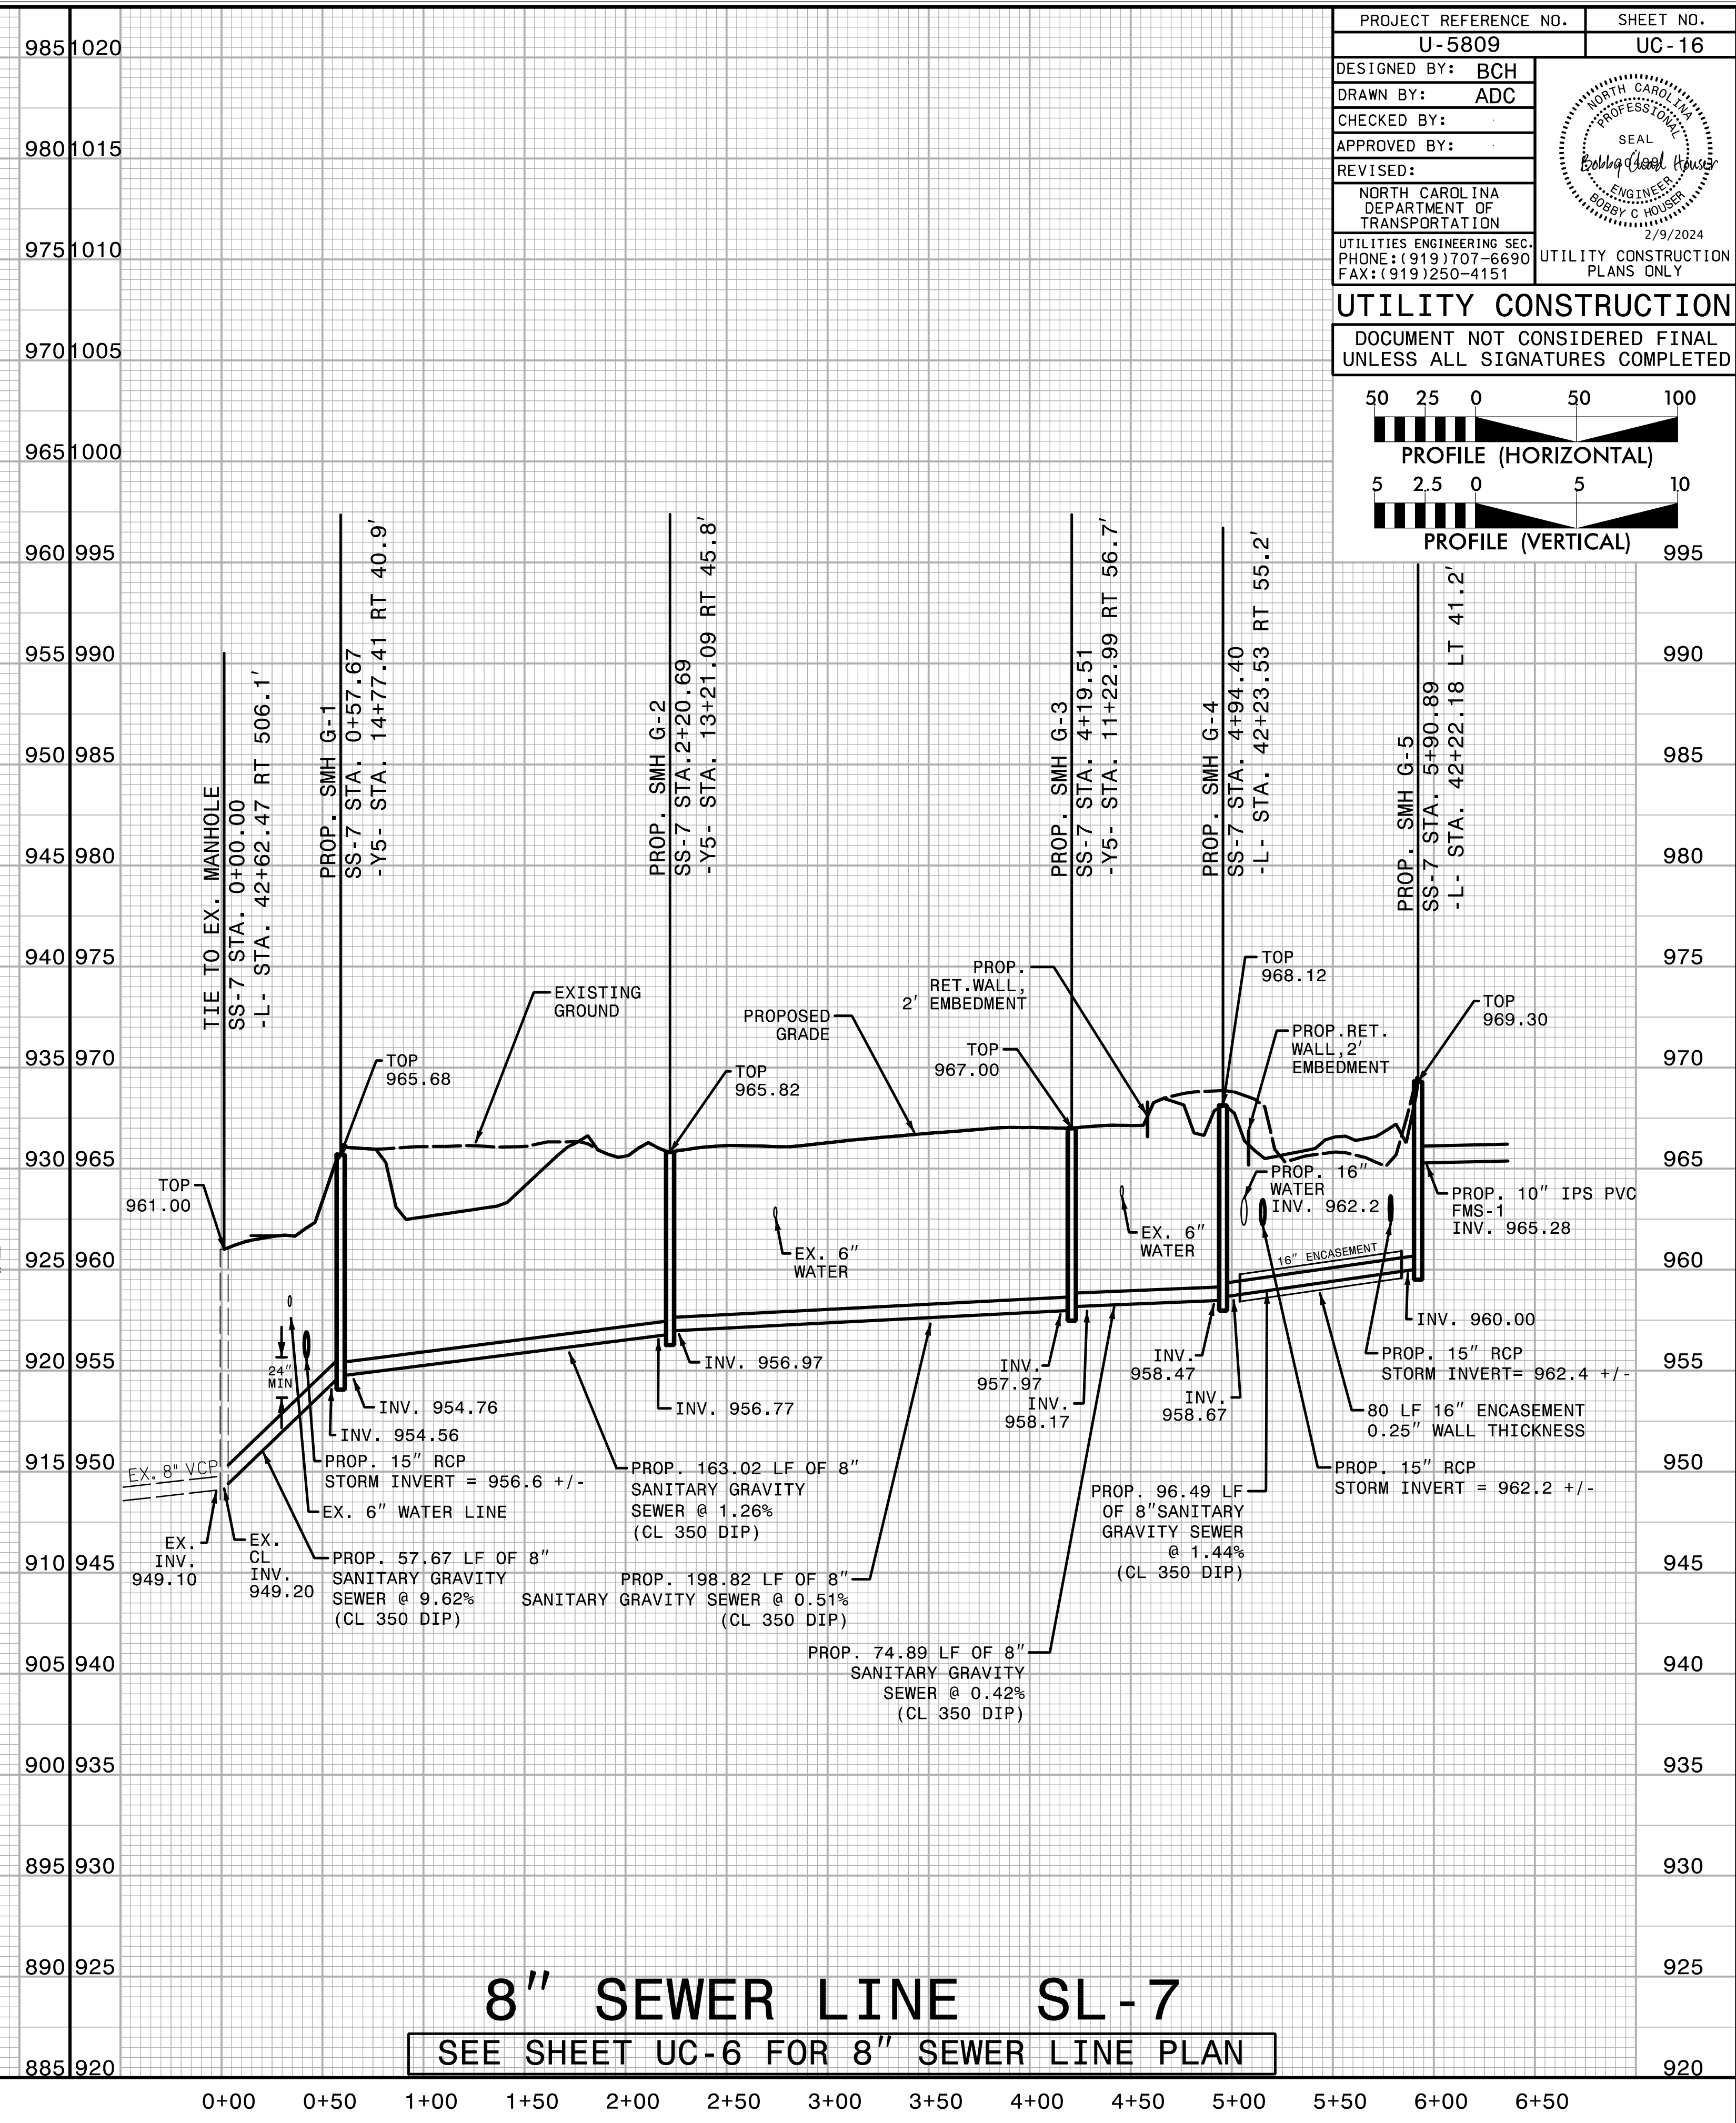 PROJECT REFERENCE NO.
SHEET NO.
U-5809
UC-16
DESIGNED BY: BCH
DRAWN BY: ADC
CHECKED BY:
APPROVED BY:
REVISED:
NORTH CAROLINA
DEPARTMENT OF
TRANSPORTATION
UTILITIES ENGINEERING SEC.
PHONE:(919)707-6690
FAX:(919)250-4151
NORTH CAROLINA
PROFESSIONAL
SEAL
ENGINEER
BOBBY C HOUSER
2/9/2024
UTILITY CONSTRUCTION
PLANS ONLY
UTILITY CONSTRUCTION
DOCUMENT NOT CONSIDERED FINAL
UNLESS ALL SIGNATURES COMPLETED
50 25 0 50 100
PROFILE (HORIZONTAL)
5 2.5 0 5 10
PROFILE (VERTICAL)
985 1020
980 1015
975 1010
970 1005
965 1000
960 995
955 990
950 985
945 980
940 975
935 970
930 965
925 960
920 955
915 950
910 945
905 940
900 935
895 930
890 925
885 920
995
990
985
980
975
970
965
960
955
950
945
940
935
930
925
920
TIE TO EX. MANHOLE
SS-7 STA. 0+00.00
-L- STA. 42+62.47 RT 506.1'
PROP. SMH G-1
SS-7 STA. 0+57.67
-Y5- STA. 14+77.41 RT 40.9'
PROP. SMH G-2
SS-7 STA.2+20.69
-Y5- STA. 13+21.09 RT 45.8'
PROP. SMH G-3
SS-7 STA. 4+19.51
-Y5- STA. 11+22.99 RT 56.7'
PROP. SMH G-4
SS-7 STA. 4+94.40
-L- STA. 42+23.53 RT 55.2'
PROP. SMH G-5
SS-7 STA. 5+90.89
-L- STA. 42+22.18 LT 41.2'
TOP
961.00
TOP
965.68
EXISTING
GROUND
TOP
965.82
PROPOSED
GRADE
PROP.
RET.WALL,
2' EMBEDMENT
TOP
967.00
TOP
968.12
PROP.RET.
WALL,2'
EMBEDMENT
TOP
969.30
EX. 6"
WATER
EX. 6"
WATER
PROP. 16"
WATER
INV. 962.2
16" ENCASEMENT
PROP. 10" IPS PVC
FMS-1
INV. 965.28
INV. 960.00
PROP. 15" RCP
STORM INVERT= 962.4 +/-
80 LF 16" ENCASEMENT
0.25" WALL THICKNESS
PROP. 15" RCP
STORM INVERT = 962.2 +/-
24"
MIN
INV. 954.76
INV. 954.56
INV. 956.97
INV. 956.77
INV.
957.97
INV.
958.17
INV.
958.47
INV.
958.67
PROP. 15" RCP
STORM INVERT = 956.6 +/-
EX. 6" WATER LINE
EX. 8" VCP
EX.
INV.
949.10
EX.
CL
INV.
949.20
PROP. 57.67 LF OF 8"
SANITARY GRAVITY
SEWER @ 9.62%
(CL 350 DIP)
PROP. 163.02 LF OF 8"
SANITARY GRAVITY
SEWER @ 1.26%
(CL 350 DIP)
PROP. 198.82 LF OF 8"
SANITARY GRAVITY SEWER @ 0.51%
(CL 350 DIP)
PROP. 74.89 LF OF 8"
SANITARY GRAVITY
SEWER @ 0.42%
(CL 350 DIP)
PROP. 96.49 LF
OF 8"SANITARY
GRAVITY SEWER
@ 1.44%
(CL 350 DIP)
8" SEWER LINE SL-7
SEE SHEET UC-6 FOR 8" SEWER LINE PLAN
0+00 0+50 1+00 1+50 2+00 2+50 3+00 3+50 4+00 4+50 5+00 5+50 6+00 6+50